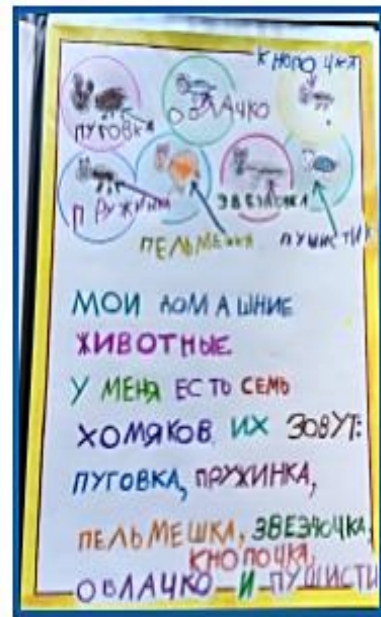 КНОПОЧКА
ПУГОВКА
ОБЛАЧКО
ПРУЖИНКА
ЗВЕЗДОЧКА
ПЕЛЬМЕШКА
ПУШИСТИК
МОИ ДОМАШНИЕ
ЖИВОТНЫЕ
У МЕНЯ ЕСТЬ СЕМЬ
ХОМЯКОВ ИХ ЗОВУТ:
ПУГОВКА, ПРУЖИНКА,
ПЕЛЬМЕШКА, ЗВЕЗДОЧКА,
КНОПОЧКА,
ОБЛАЧКО И ПУШИСТИ